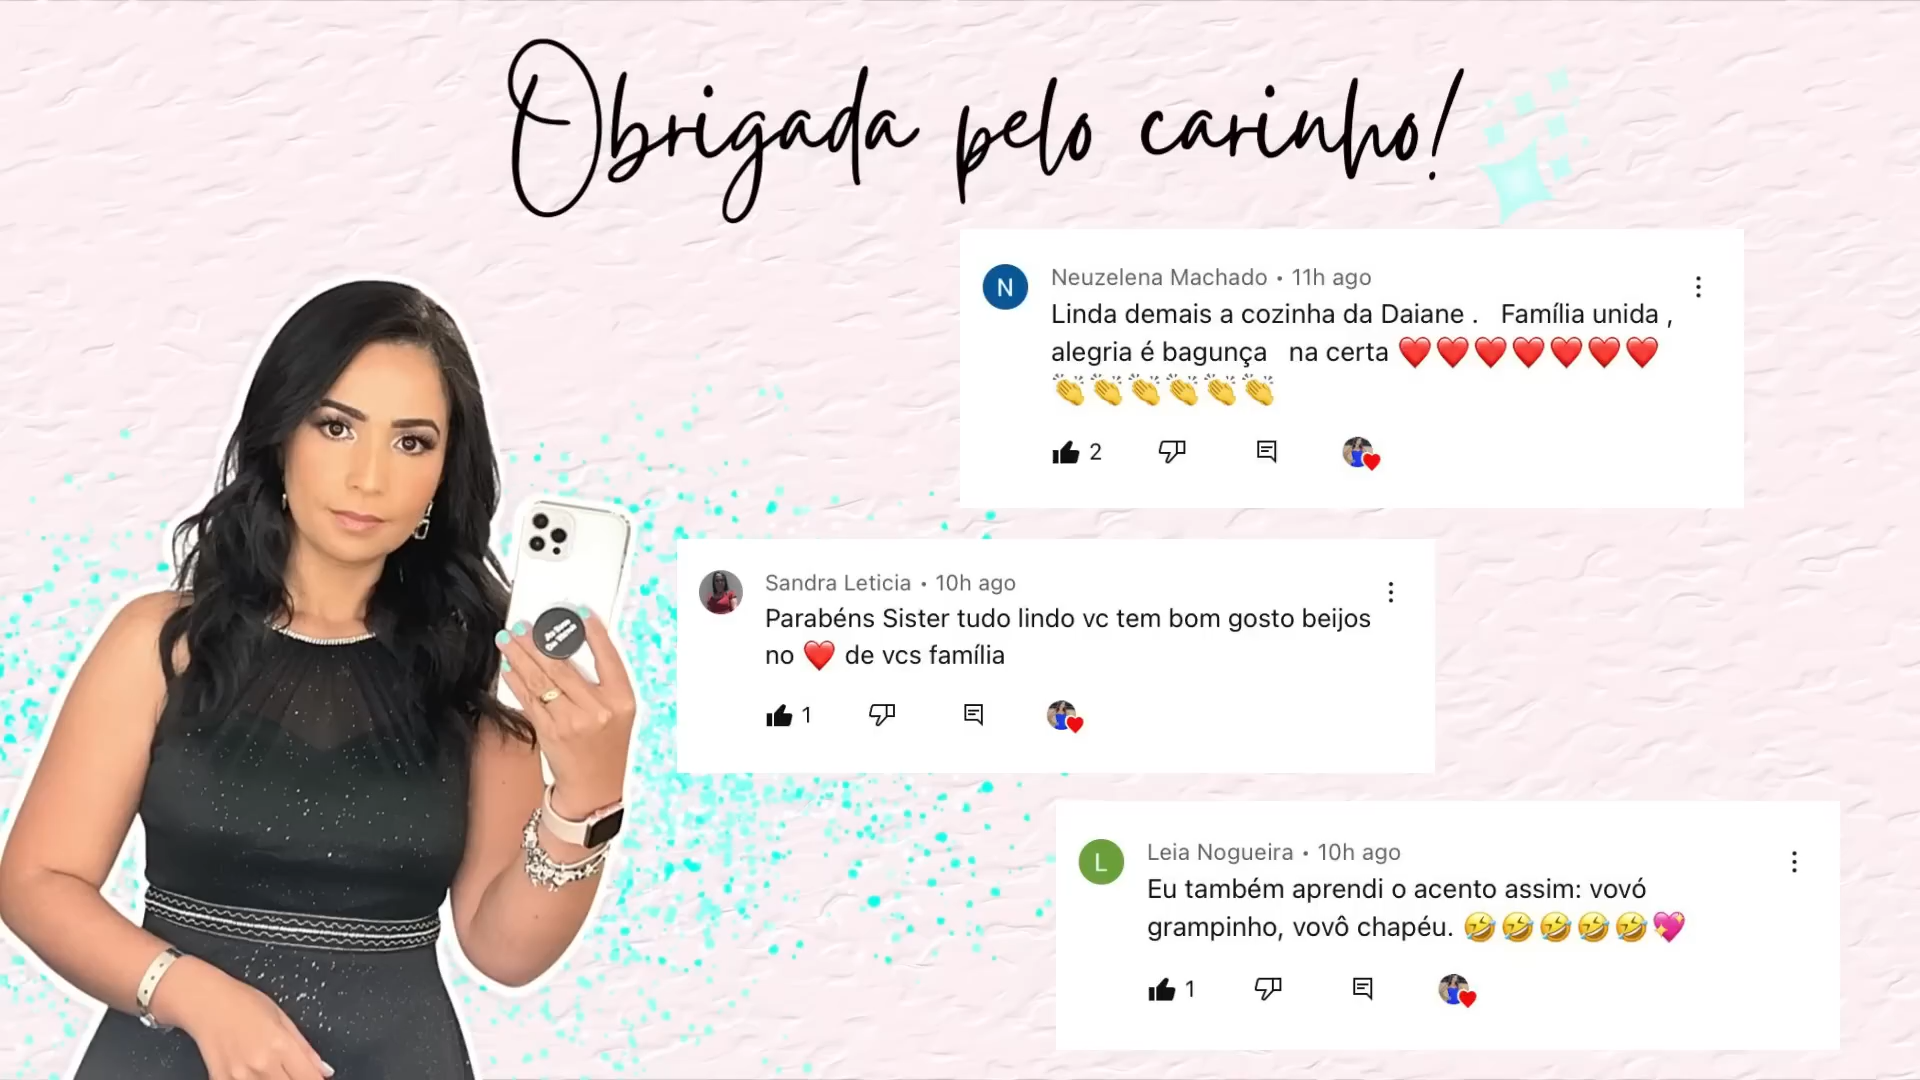 Obrigada pelo carinho!
N
Neuzelena Machado • 11h ago
Linda demais a cozinha da Daiane .   Família unida ,
alegria é bagunça   na certa ❤️❤️❤️❤️❤️❤️❤️
👏👏👏👏👏👏
2
Sandra Leticia • 10h ago
Parabéns Sister tudo lindo vc tem bom gosto beijos
no ❤️ de vcs família
1
L
Leia Nogueira • 10h ago
Eu também aprendi o acento assim: vovó
grampinho, vovô chapéu. 🤣🤣🤣🤣🤣💖
1